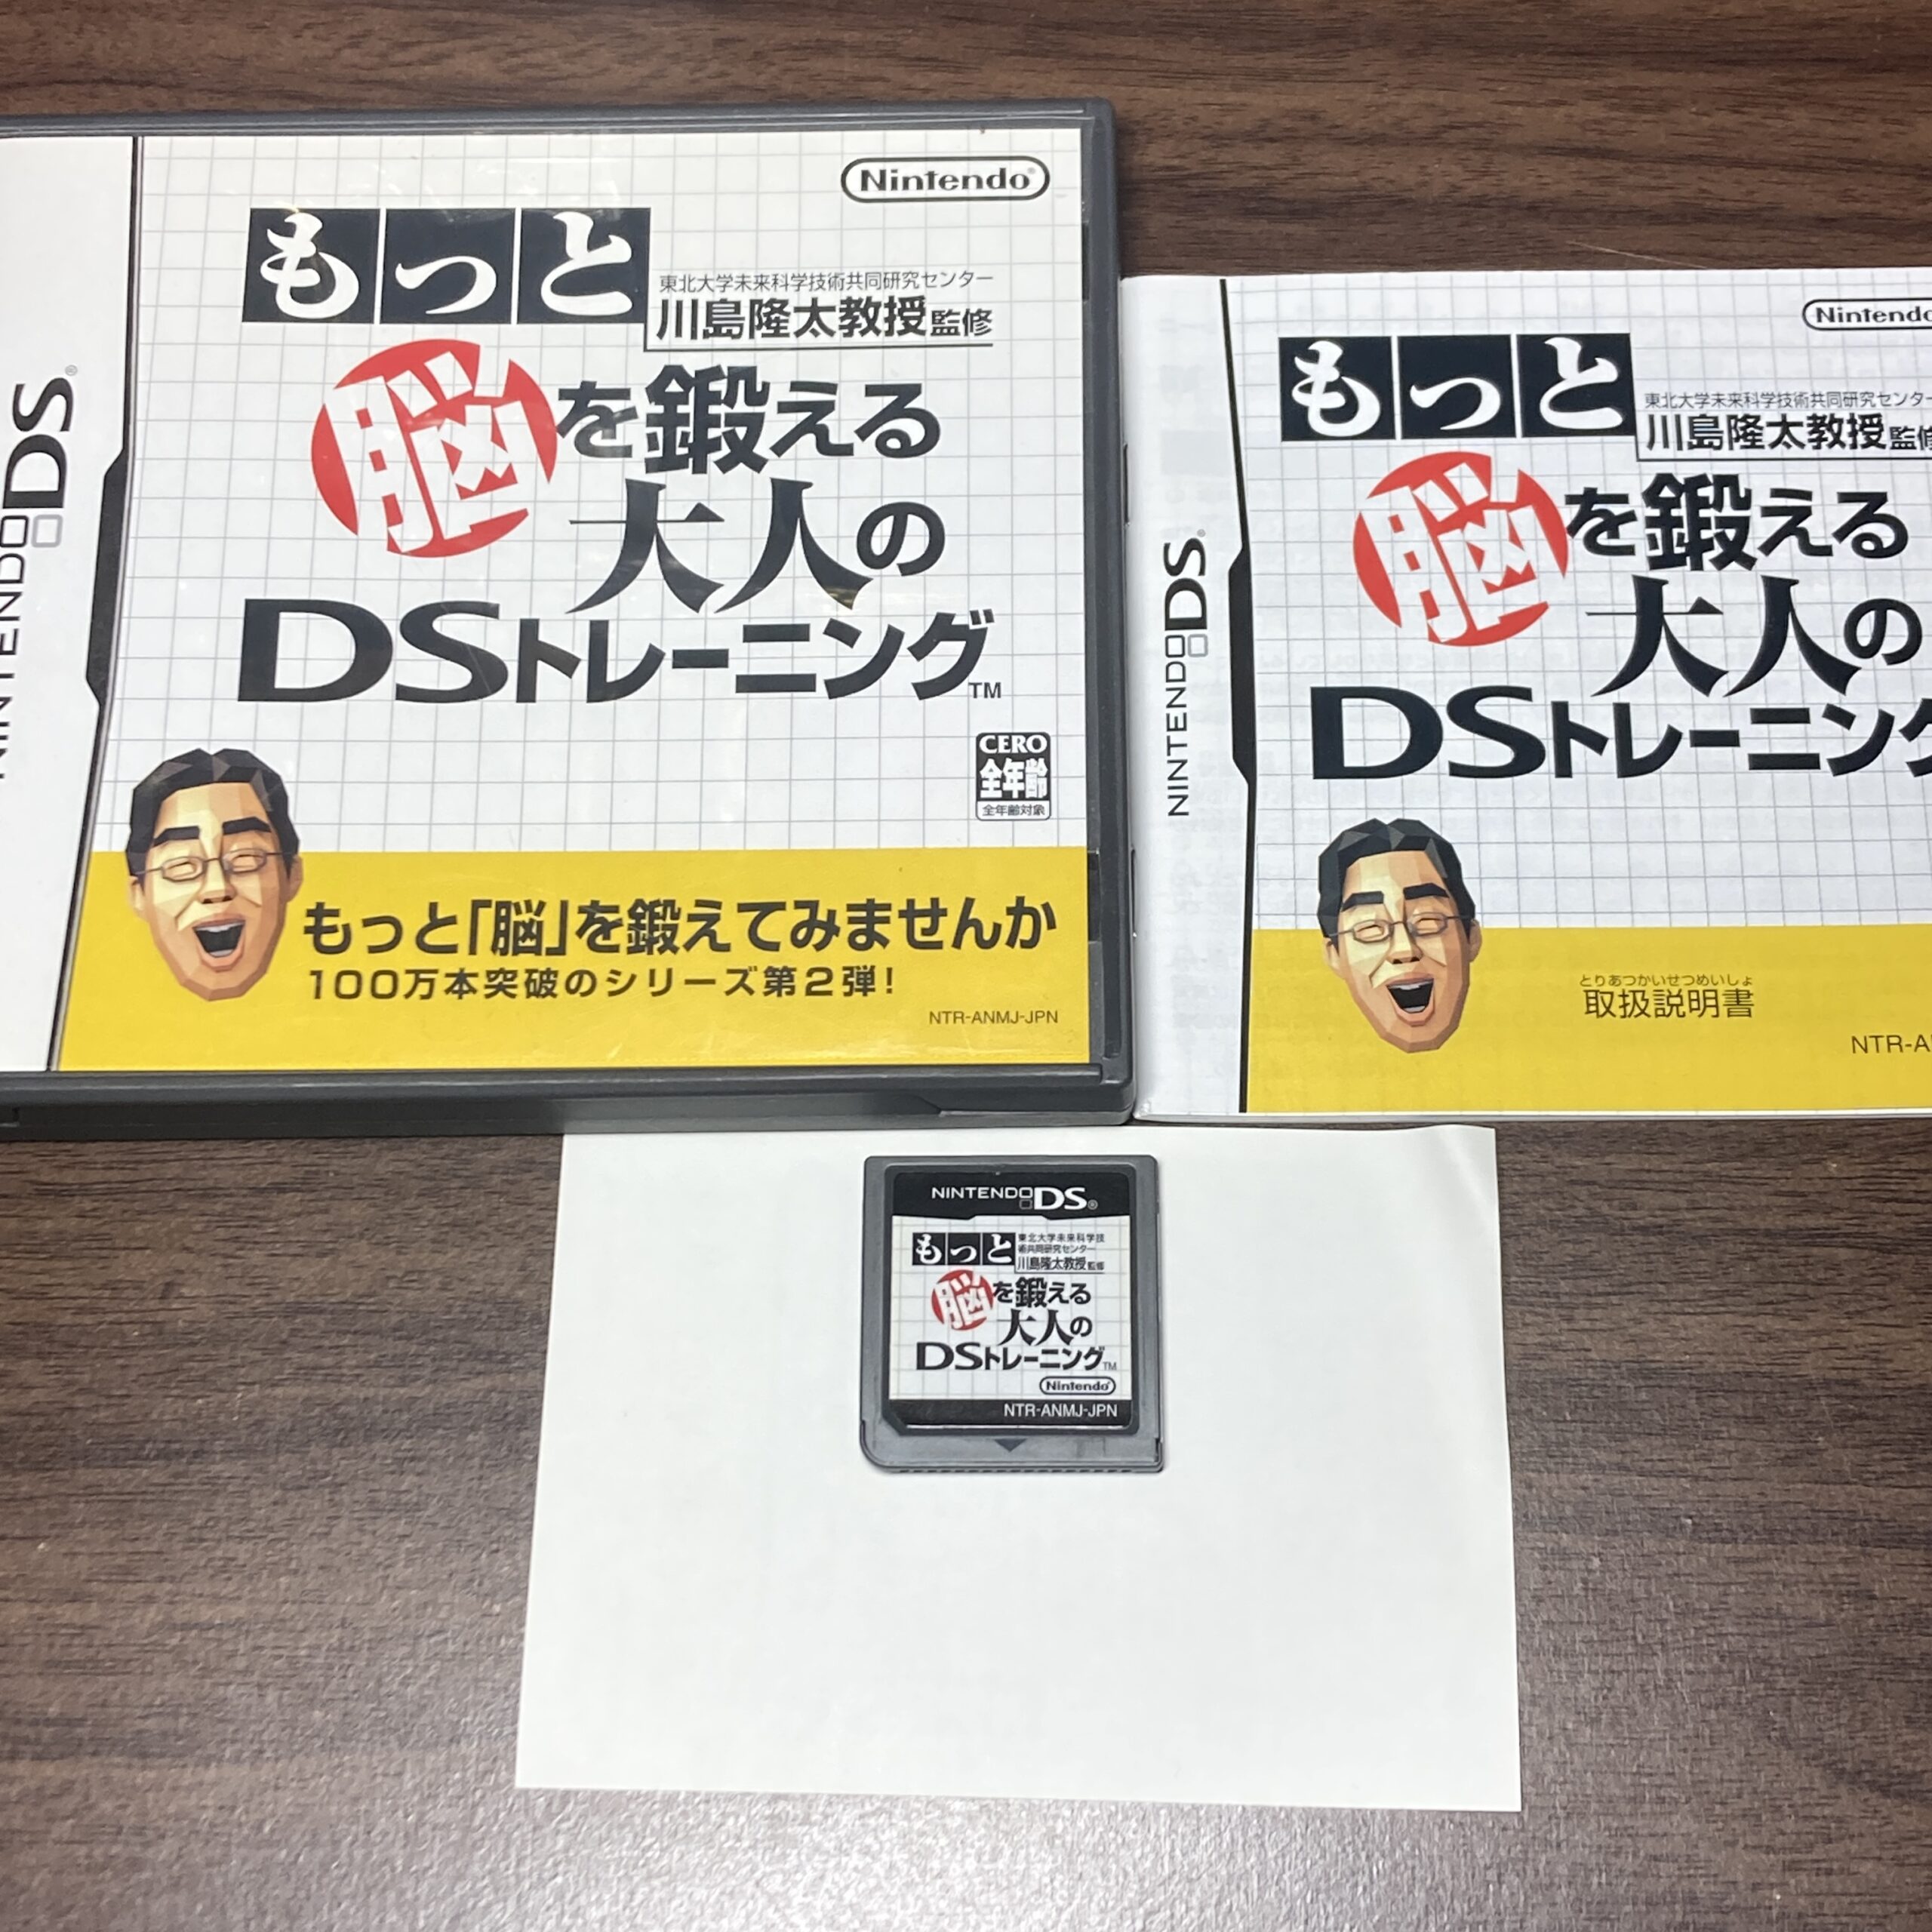 Nintendo
もっと
東北大学未来科学技術共同研究センター
川島隆太教授監修
脳を鍛える
大人の
DSトレーニング™
CERO
全年齢
全年齢対象
もっと「脳」を鍛えてみませんか
100万本突破のシリーズ第2弾!
NTR-ANMJ-JPN
NINTENDO DS®
Nintendo
もっと
東北大学未来科学技術共同研究センター
川島隆太教授監修
脳を鍛える
大人の
DSトレーニング
とりあつかいせつめいしょ
取扱説明書
NTR-A
NINTENDO DS®
NINTENDO DS®
もっと
東北大学未来科学技
術共同研究センター
川島隆太教授監修
脳を鍛える
大人の
DSトレーニング™
Nintendo
NTR-ANMJ-JPN